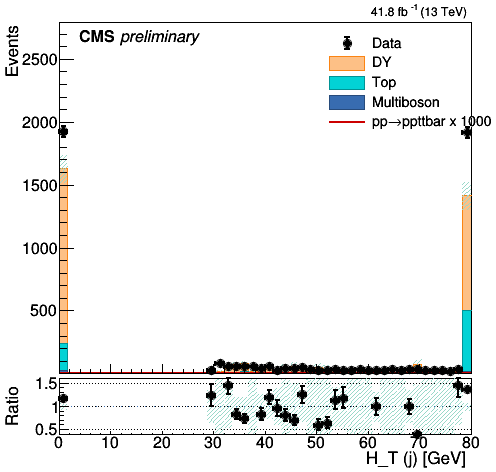 41.8 fb⁻¹ (13 TeV)
CMS preliminary
Events
2500
2000
1500
1000
500
Data
DY
Top
Multiboson
pp→ppttbar x 1000
Ratio
1.5
1
0.5
0 10 20 30 40 50 60 70 80
H_T (j) [GeV]